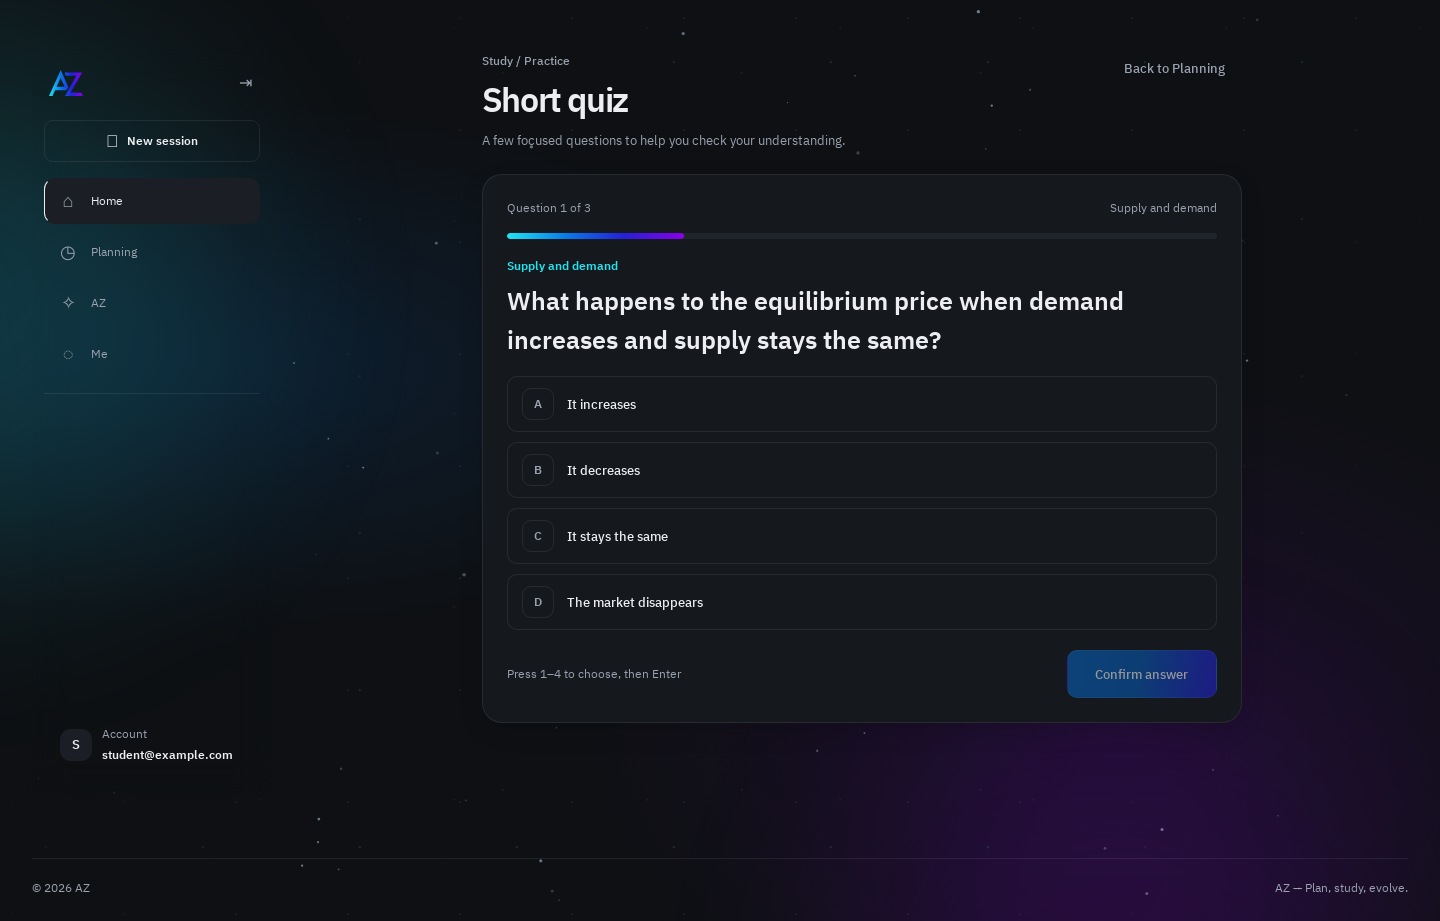 AZ
New session
Home
Planning
AZ
Me
Account
S
student@example.com
Study / Practice
Back to Planning
Short quiz
A few focused questions to help you check your understanding.
Question 1 of 3
Supply and demand
Supply and demand
What happens to the equilibrium price when demand
increases and supply stays the same?
A It increases
B It decreases
C It stays the same
D The market disappears
Press 1–4 to choose, then Enter
Confirm answer
© 2026 AZ
AZ — Plan, study, evolve.